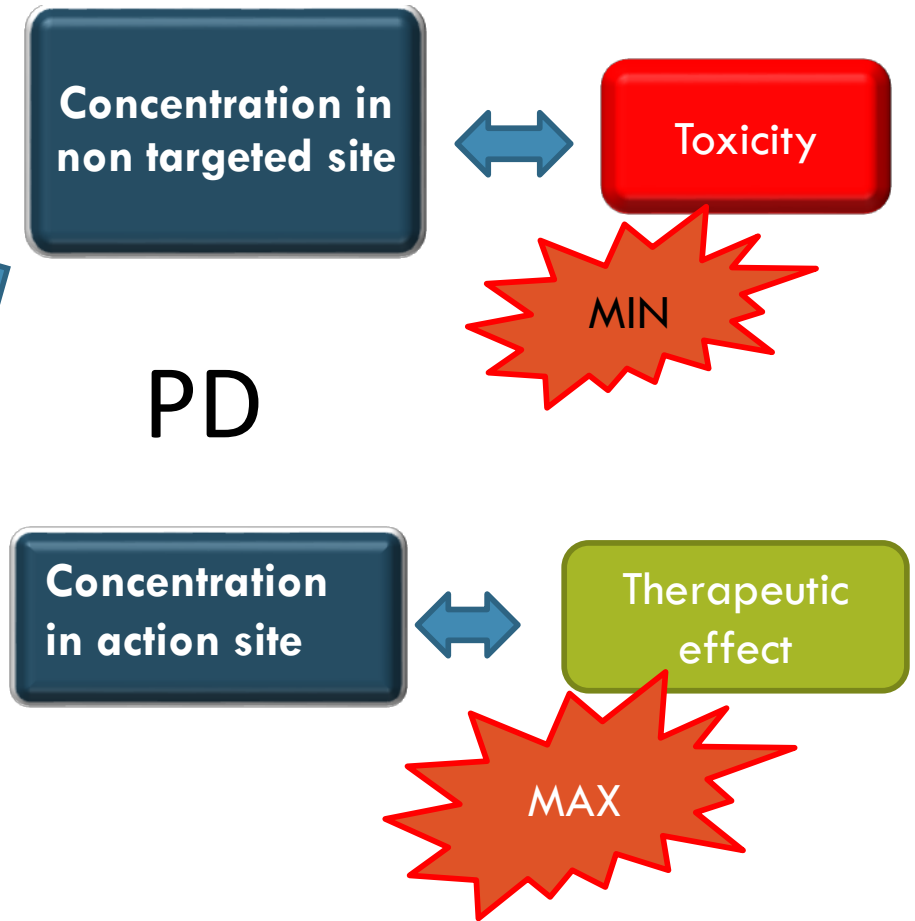 Concentration in
non targeted site
Toxicity
MIN
PD
Concentration
in action site
Therapeutic
effect
MAX